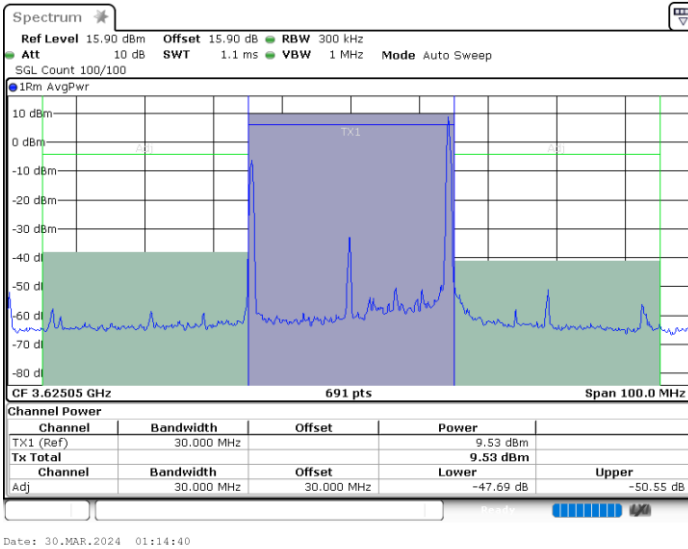 Spectrum
Ref Level 15.90 dBm Offset 15.90 dB RBW 300 kHz
Att 10 dB SWT 1.1 ms VBW 1 MHz Mode Auto Sweep
SGL Count 100/100
1Rm AvgPwr
10 dBm
TX1
0 dBm
Adj Adj
-10 dBm
-20 dBm
-30 dBm
-40 d
-50
-60 d
-70 d
-80 d
CF 3.62505 GHz 691 pts Span 100.0 MHz
Channel Power
Channel Bandwidth Offset Power
TX1 (Ref) 30.000 MHz 9.53 dBm
Tx Total 9.53 dBm
Channel Bandwidth Offset Lower Upper
Adj 30.000 MHz 30.000 MHz -47.69 dB -50.55 dB
Ready
Date: 30.MAR.2024 01:14:40